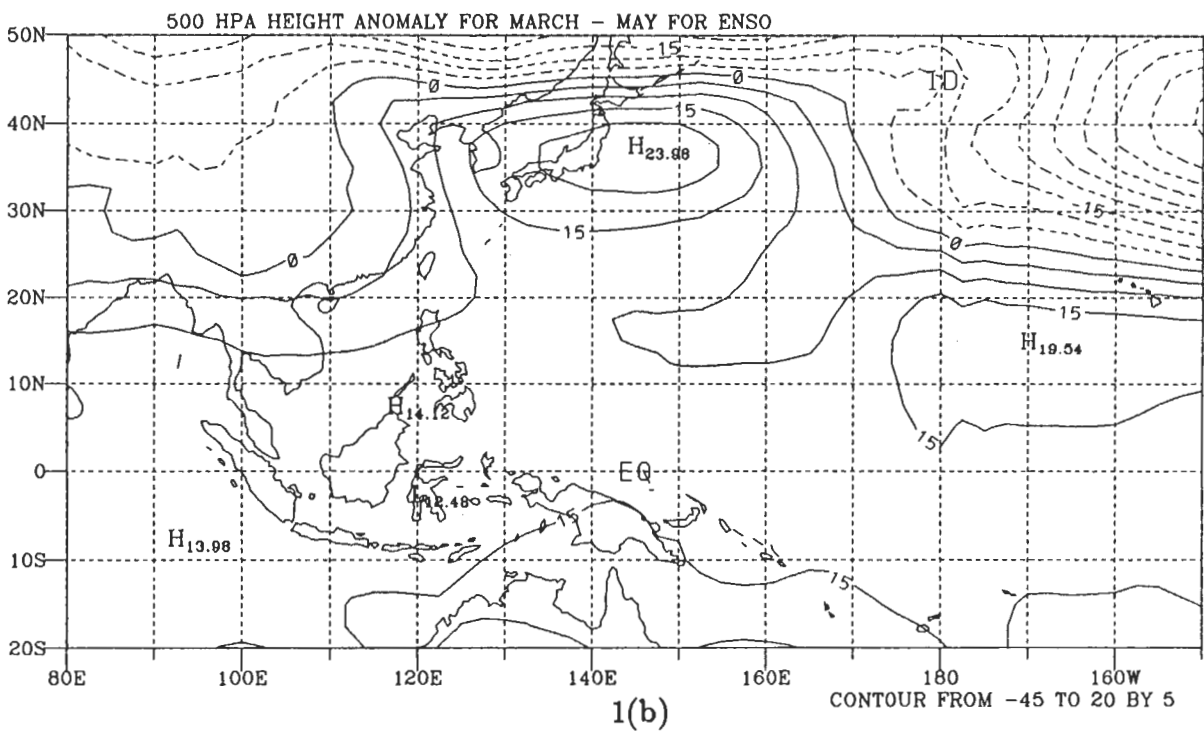 500 HPA HEIGHT ANOMALY FOR MARCH – MAY FOR ENSO
50N
15
0
0
ID
40N
H23.98
15
30N
15
15
0
0
20N
15
H19.54
10N
H14.12
15
0
EQ
12.48
H13.98
10S
15
20S
80E 100E 120E 140E 160E 180 160W
CONTOUR FROM -45 TO 20 BY 5
1(b)